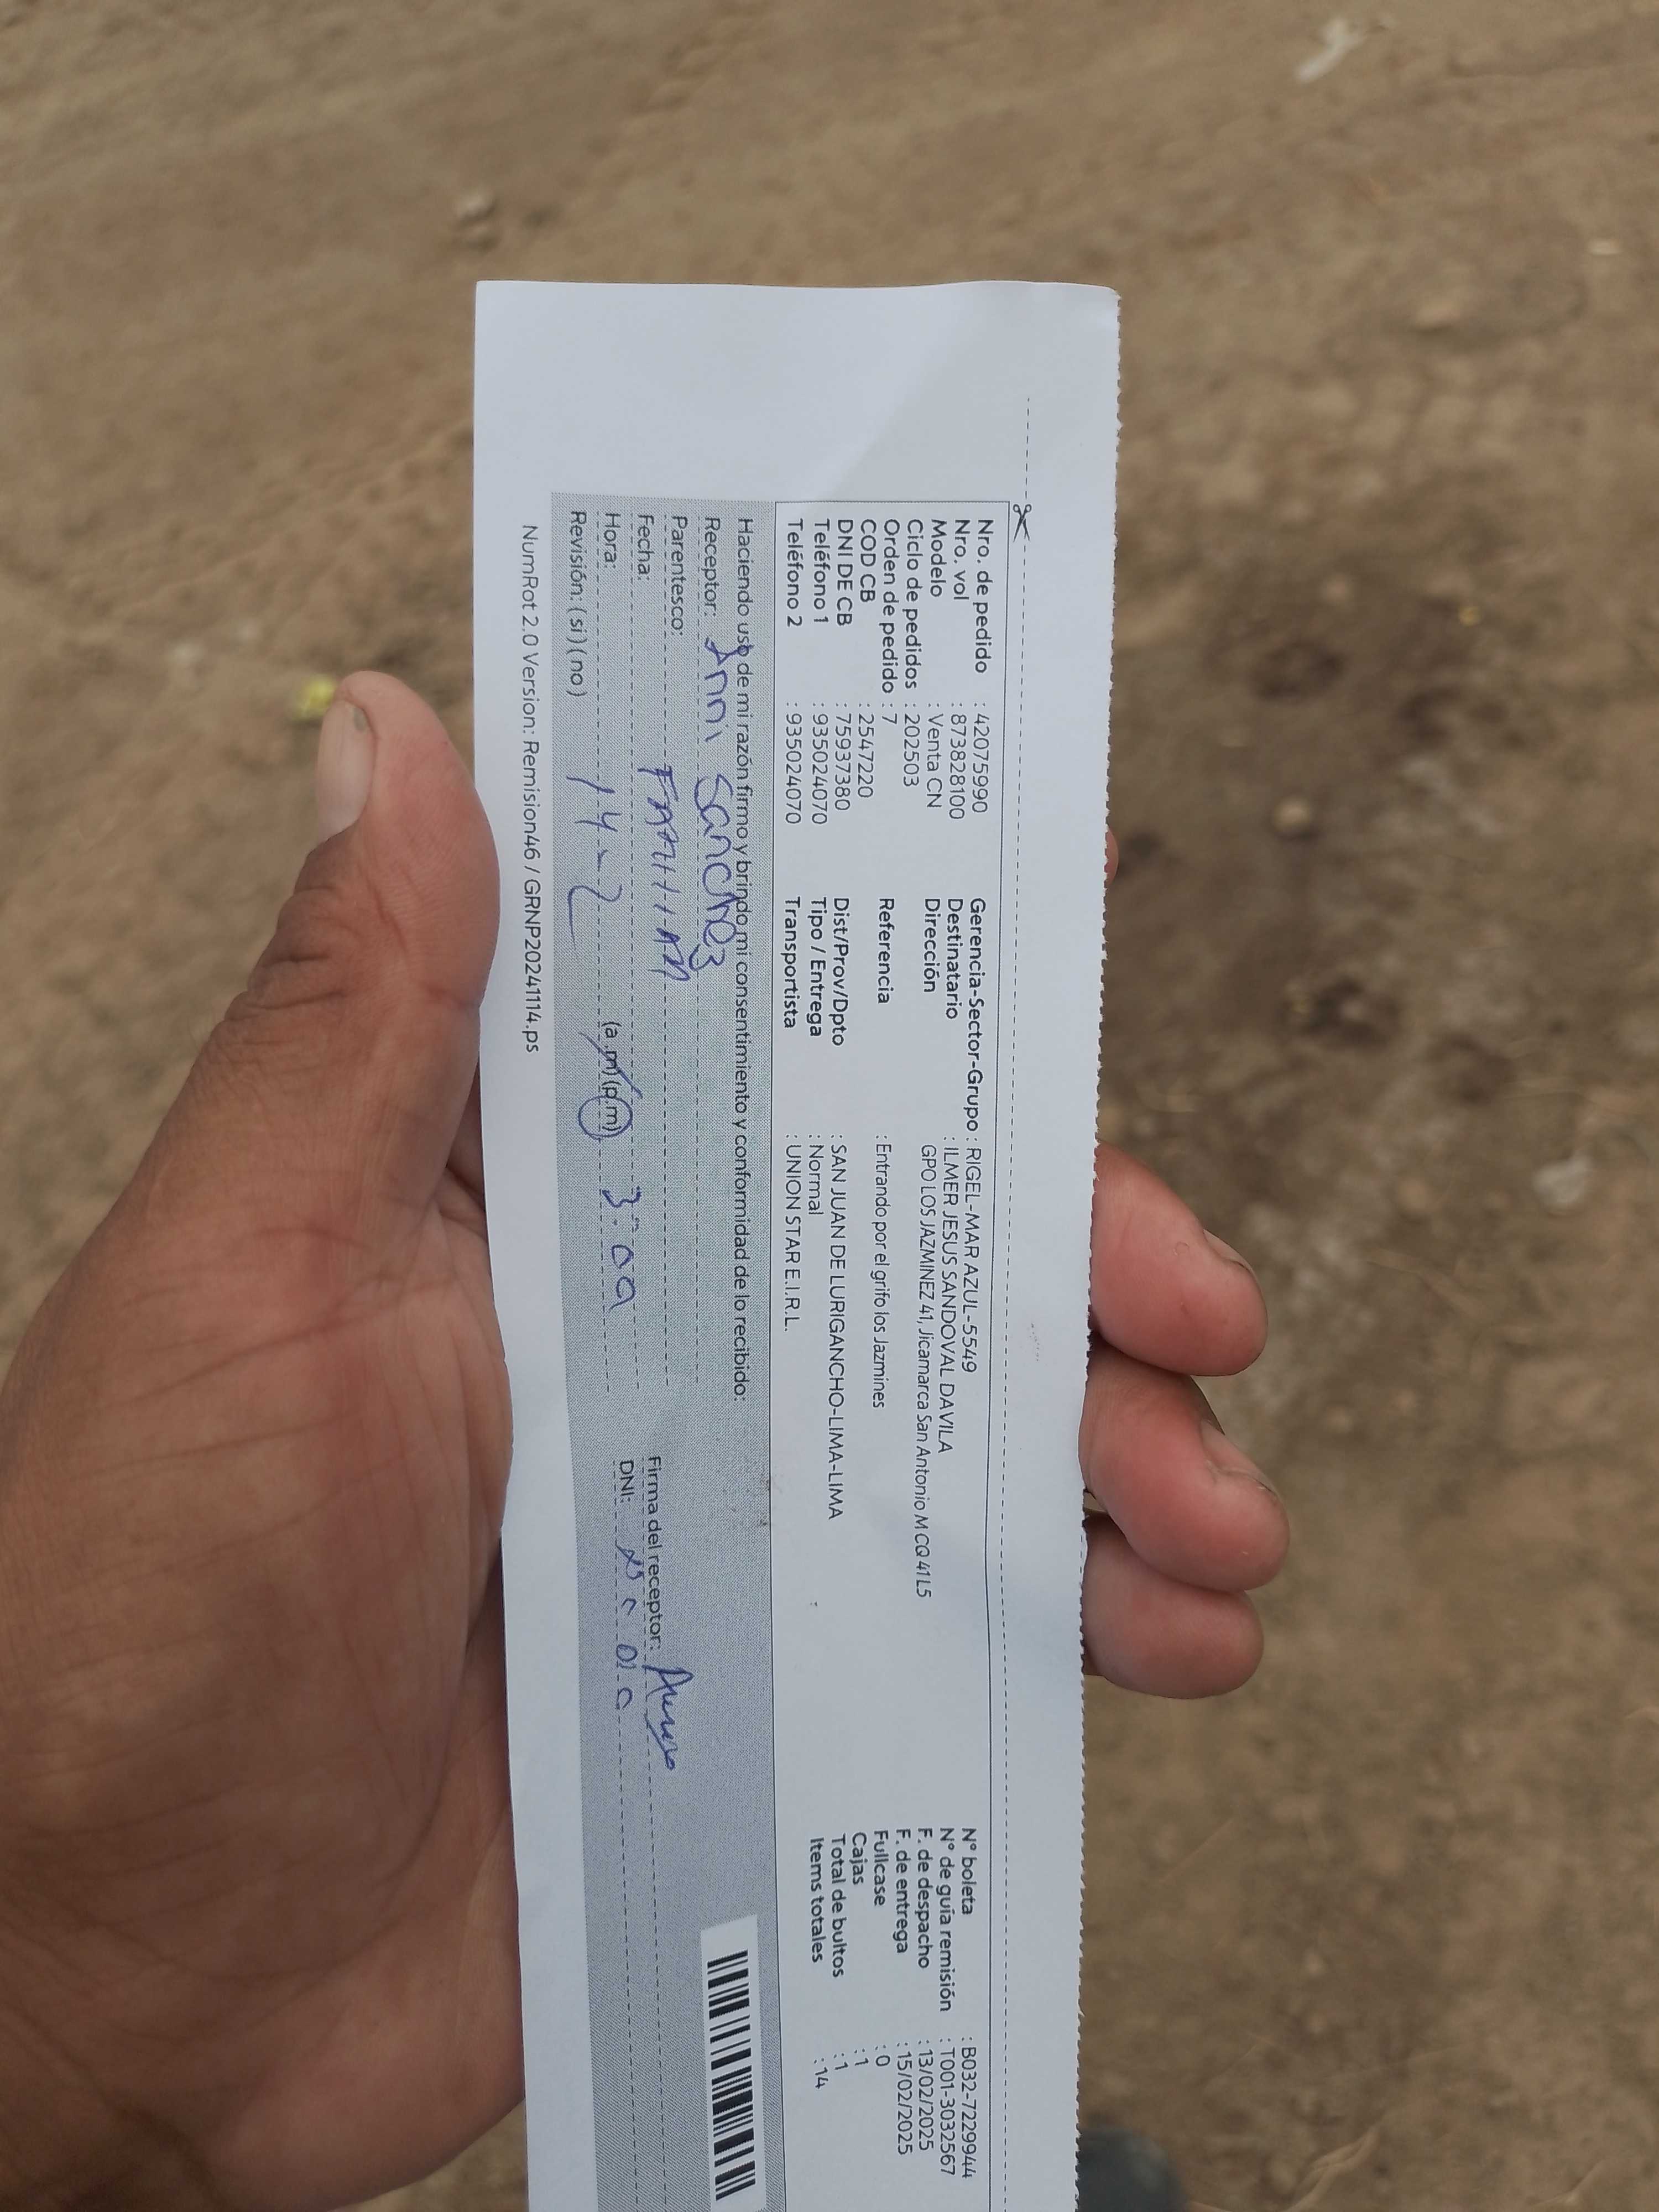 Nro. de pedido : 42075990
Nro. vol : 873828100
Modelo : Venta CN
Ciclo de pedidos : 202503
Orden de pedido : 7
COD CB : 2547220
DNI DE CB : 75937380
Teléfono 1 : 935024070
Teléfono 2 : 935024070
Gerencia-Sector-Grupo : RIGEL-MAR AZUL-5549
Destinatario : ILMER JESUS SANDOVAL DAVILA
Dirección GPO LOS JAZMINEZ 41, Jicamarca San Antonio M CQ 41 L5
Referencia : Entrando por el grifo los Jazmines
Dist/Prov/Dpto : SAN JUAN DE LURIGANCHO-LIMA-LIMA
Tipo / Entrega : Normal
Transportista : UNION STAR E.I.R.L.
N° boleta : B032-7229944
N° de guía remisión : T001-3032567
F. de despacho : 13/02/2025
F. de entrega : 15/02/2025
Fullcase : 0
Cajas : 1
Total de bultos : 1
Items totales : 14
Haciendo uso de mi razón firmo y brindo mi consentimiento y conformidad de lo recibido:
Receptor: Sanchez
Parentesco: FAMILIAR
Fecha: 14-2
Hora: (a.m) (p.m) 3:09
Revisión: (si) (no)
Firma del receptor:
DNI:
NumRot 2.0 Version: Remision46 / GRNP20241114.ps